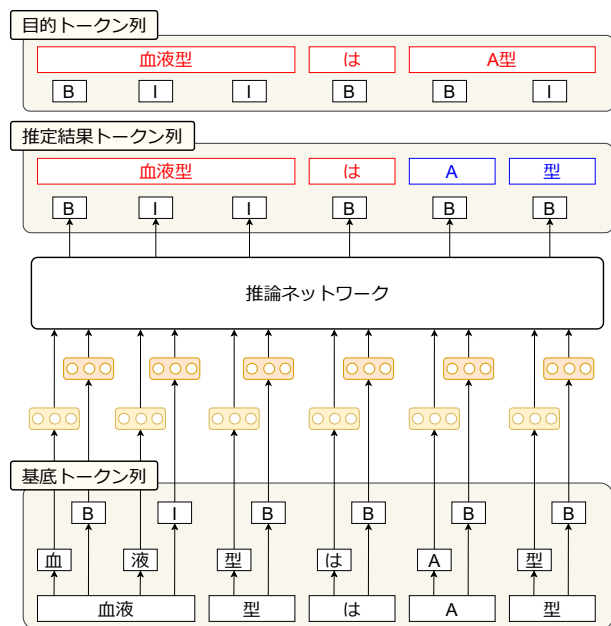 目的トークン列
血液型 は A型
B I I B B I
推定結果トークン列
血液型 は A 型
B I I B B B
推論ネットワーク
基底トークン列
B I B B B B
血 液 型 は A 型
血液 型 は A 型